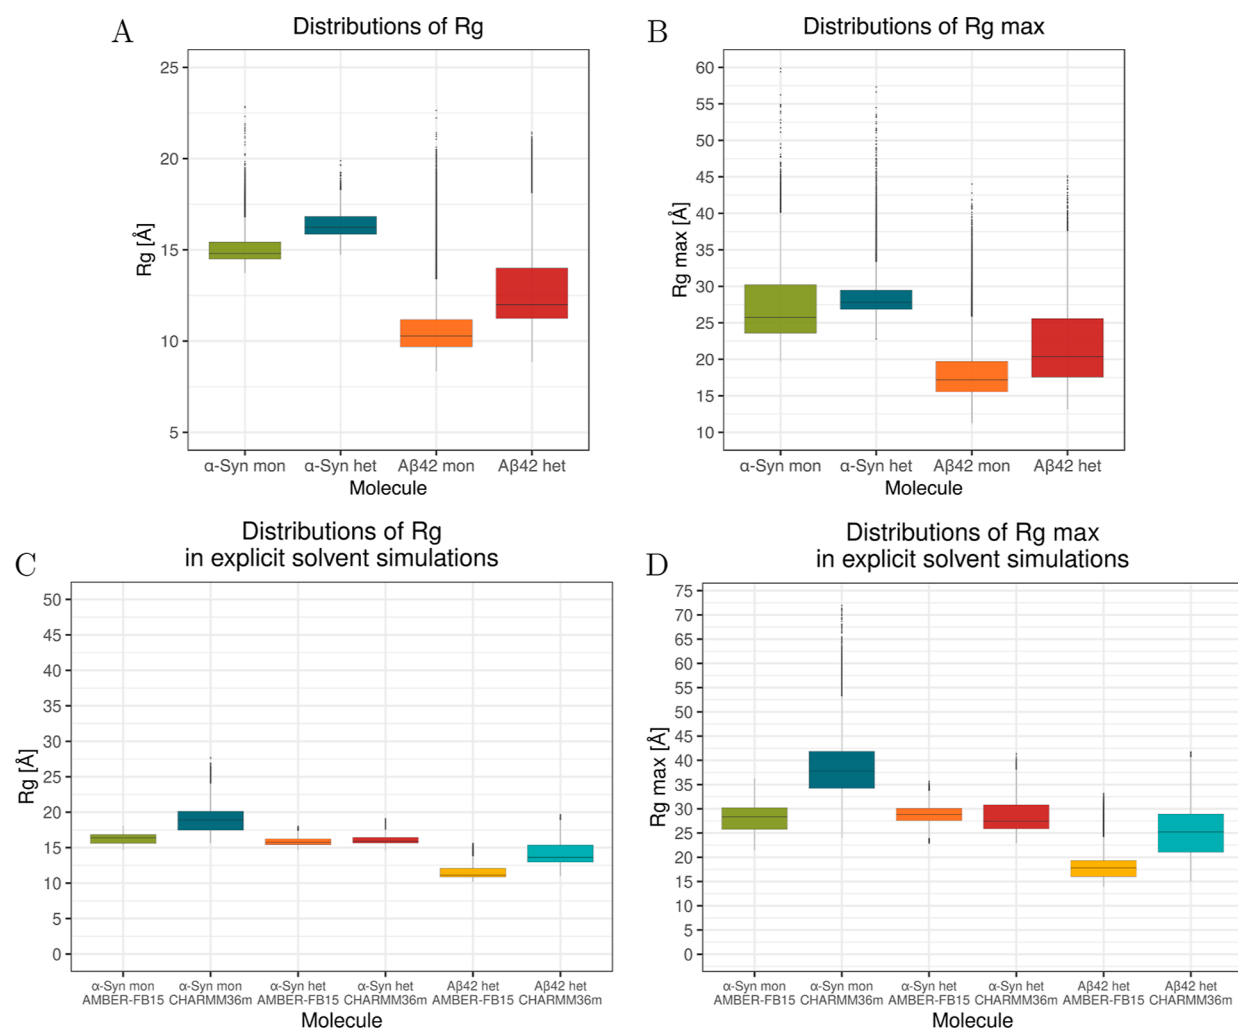 A
Distributions of Rg
Rg [Å]
25
20
15
10
5
α-Syn mon α-Syn het Aβ42 mon Aβ42 het
Molecule
B
Distributions of Rg max
Rg max [Å]
60
55
50
45
40
35
30
25
20
15
10
α-Syn mon α-Syn het Aβ42 mon Aβ42 het
Molecule
C
Distributions of Rg
in explicit solvent simulations
Rg [Å]
50
45
40
35
30
25
20
15
10
5
0
α-Syn mon α-Syn mon α-Syn het α-Syn het Aβ42 het Aβ42 het
AMBER-FB15 CHARMM36m AMBER-FB15 CHARMM36m AMBER-FB15 CHARMM36m
Molecule
D
Distributions of Rg max
in explicit solvent simulations
Rg max [Å]
75
70
65
60
55
50
45
40
35
30
25
20
15
10
5
0
α-Syn mon α-Syn mon α-Syn het α-Syn het Aβ42 het Aβ42 het
AMBER-FB15 CHARMM36m AMBER-FB15 CHARMM36m AMBER-FB15 CHARMM36m
Molecule